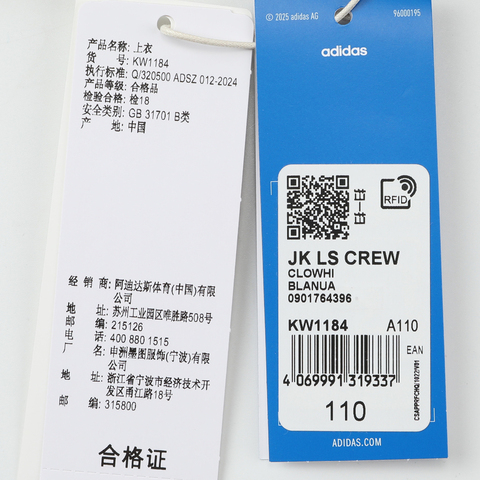 产品名称: 上衣
货 号: KW1184
执行标准: Q/320500 ADSZ 012-2024
产品等级: 合格品
检验合格: 检18
安全类别: GB 31701 B类
产 地: 中国
经 销 商: 阿迪达斯体育(中国)有限
公司
地 址: 苏州工业园区唯胜路508号
邮 编: 215126
电 话: 400 880 1515
厂 名: 申洲墨图服饰(宁波)有限
公司
地 址: 浙江省宁波市经济技术开
发区甬江路18号
邮 编: 315800
合格证
© 2025 adidas AG
96000195
adidas
RFID
JK LS CREW
CLOWHI
BLANUA
0901764396
KW1184 A110
EAN
4 069991 319337
110
ADIDAS.COM